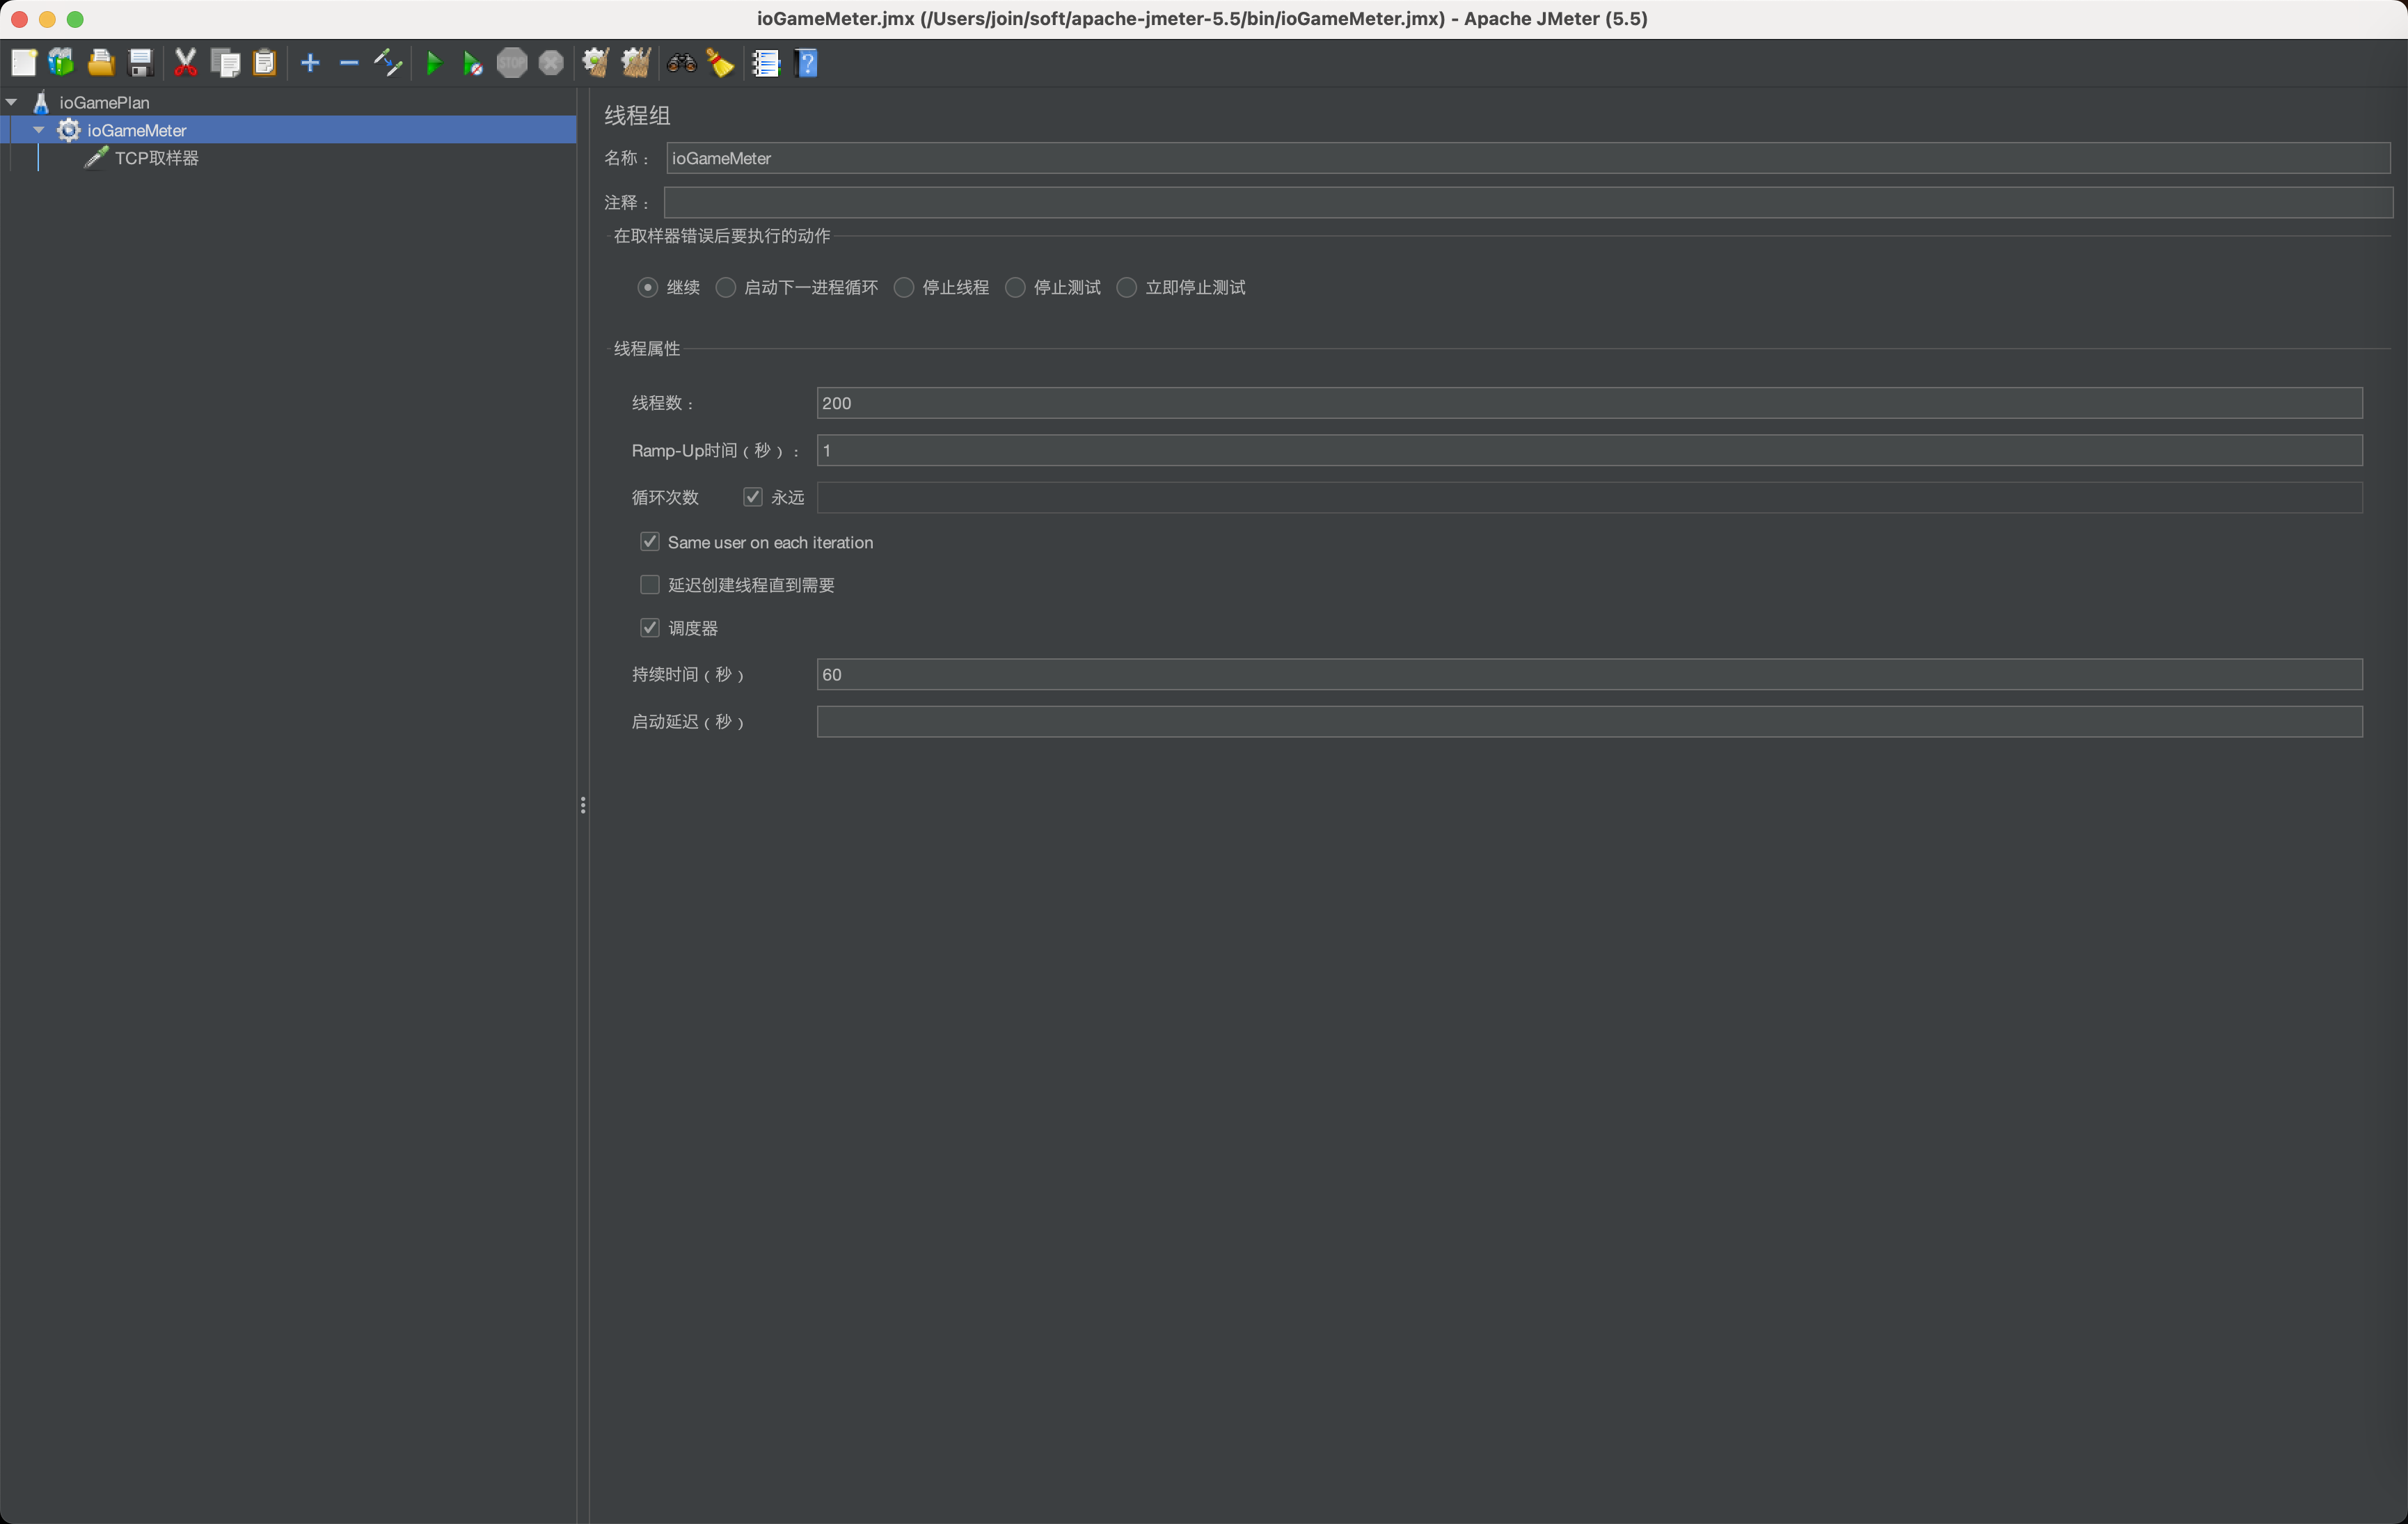 ioGameMeter.jmx (/Users/join/soft/apache-jmeter-5.5/bin/ioGameMeter.jmx) - Apache JMeter (5.5)
STOP
ioGamePlan
ioGameMeter
TCP取样器
线程组
名称： ioGameMeter
注释：
在取样器错误后要执行的动作
继续 启动下一进程循环 停止线程 停止测试 立即停止测试
线程属性
线程数： 200
Ramp-Up时间（秒）： 1
循环次数 永远
Same user on each iteration
延迟创建线程直到需要
调度器
持续时间（秒） 60
启动延迟（秒）